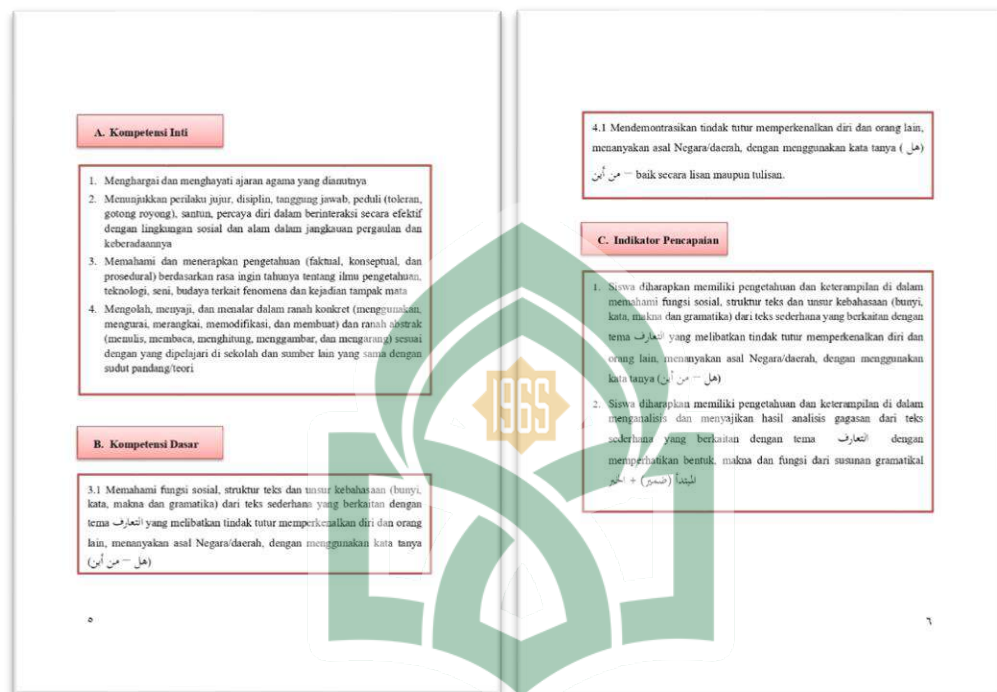 A. Kompetensi Inti
1. Menghargai dan menghayati ajaran agama yang dianutnya
2. Menunjukkan perilaku jujur, disiplin, tanggung jawab, peduli (toleran,
gotong royong), santun, percaya diri dalam berinteraksi secara efektif
dengan lingkungan sosial dan alam dalam jangkauan pergaulan dan
keberadaannya
3. Memahami dan menerapkan pengetahuan (faktual, konseptual, dan
prosedural) berdasarkan rasa ingin tahunya tentang ilmu pengetahuan,
teknologi, seni, budaya terkait fenomena dan kejadian tampak mata
4. Mengolah, menyaji, dan menalar dalam ranah konkret (menggunakan,
mengurai, merangkai, memodifikasi, dan membuat) dan ranah abstrak
(menulis, membaca, menghitung, menggambar, dan mengarang) sesuai
dengan yang dipelajari di sekolah dan sumber lain yang sama dengan
sudut pandang/teori
B. Kompetensi Dasar
3.1 Memahami fungsi sosial, struktur teks dan unsur kebahasaan (bunyi,
kata, makna dan gramatika) dari teks sederhana yang berkaitan dengan
tema التعارف yang melibatkan tindak tutur memperkenalkan diri dan orang
lain, menanyakan asal Negara/daerah, dengan menggunakan kata tanya
(هل – من أين)
٥
4.1 Mendemontrasikan tindak tutur memperkenalkan diri dan orang lain,
menanyakan asal Negara/daerah, dengan menggunakan kata tanya ( هل)
من أين – baik secara lisan maupun tulisan.
C. Indikator Pencapaian
1. Siswa diharapkan memiliki pengetahuan dan keterampilan di dalam
memahami fungsi sosial, struktur teks dan unsur kebahasaan (bunyi,
kata, makna dan gramatika) dari teks sederhana yang berkaitan dengan
tema التعارف yang melibatkan tindak tutur memperkenalkan diri dan
orang lain, menanyakan asal Negara/daerah, dengan menggunakan
kata tanya (هل – من أين)
2. Siswa diharapkan memiliki pengetahuan dan keterampilan di dalam
menganalisis dan menyajikan hasil analisis gagasan dari teks
sederhana yang berkaitan dengan tema التعارف dengan
memperhatikan bentuk, makna dan fungsi dari susunan gramatikal
المبتدأ (ضمير) + الخبر
٦
1965